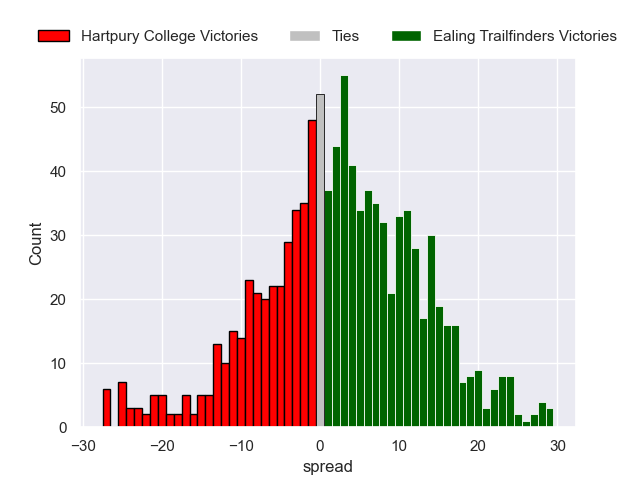 Hartpury College Victories Ties Ealing Trailfinders Victories
50
40
30
20
10
0
Count
−30 −20 −10 0 10 20 30
spread